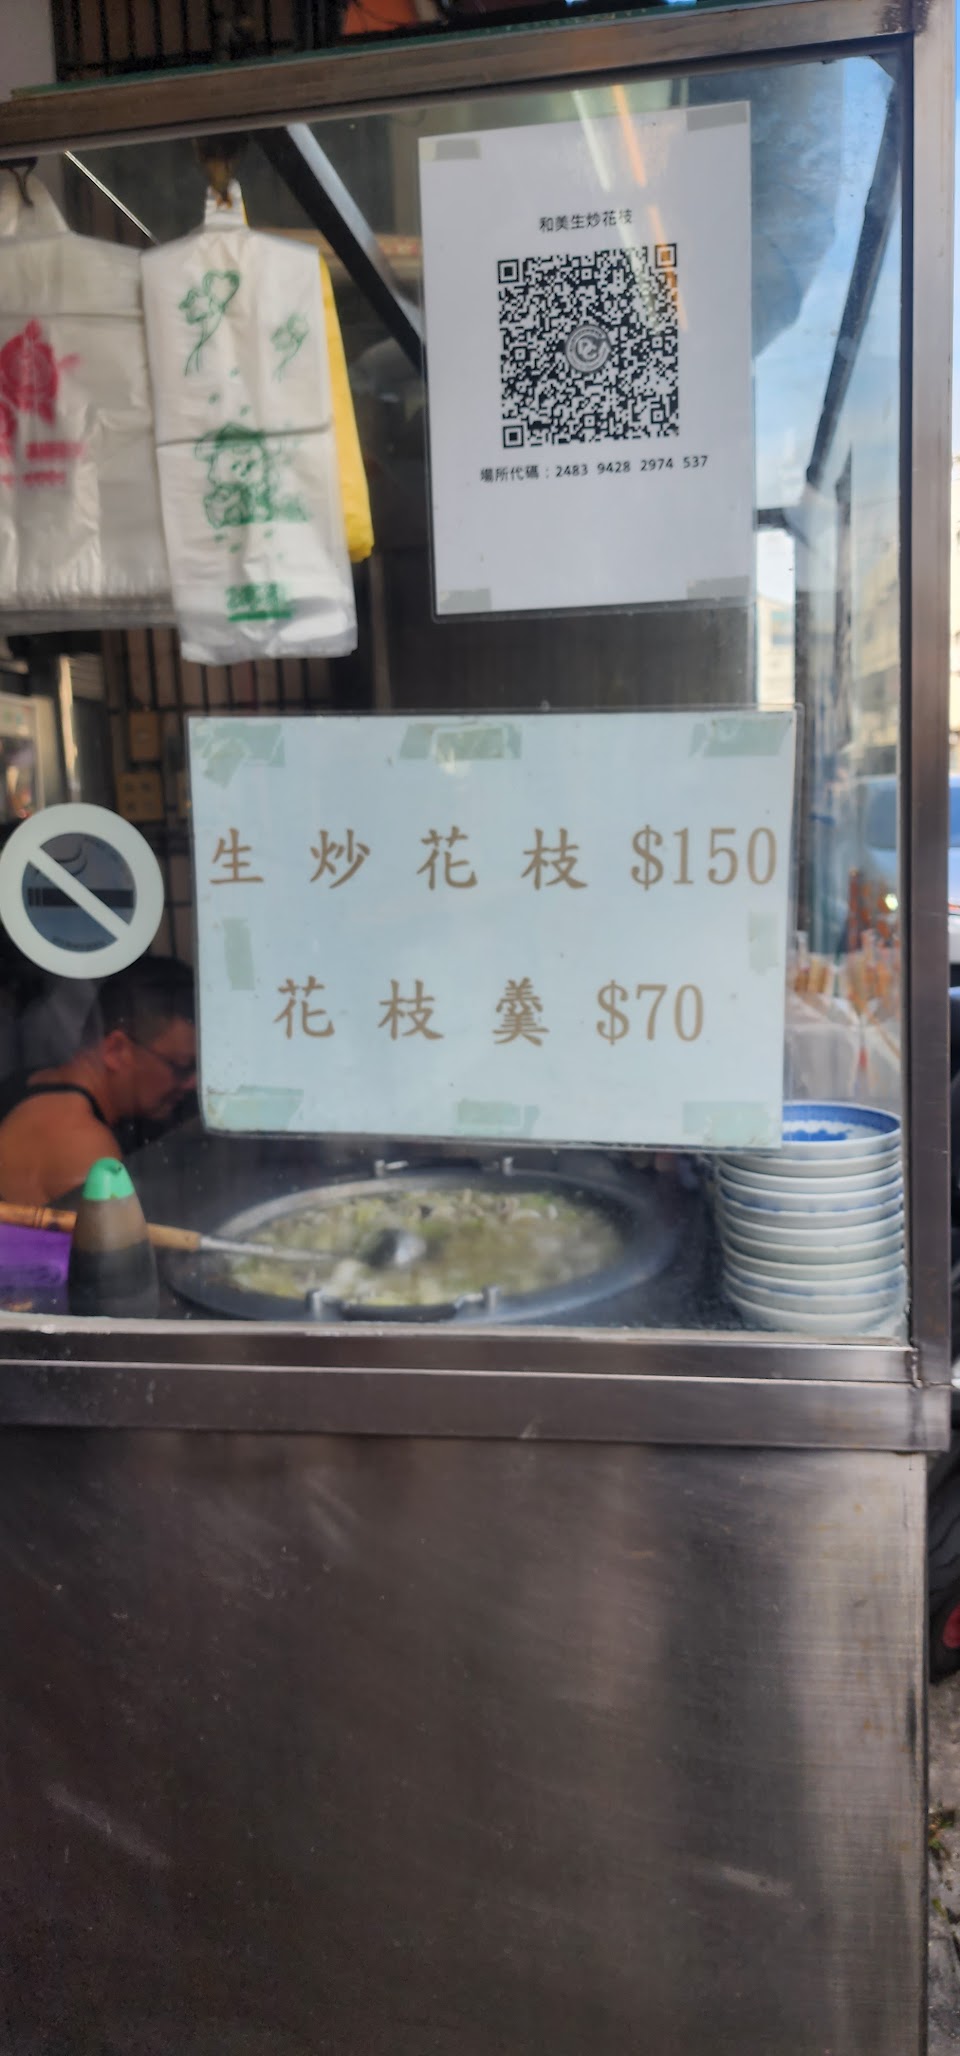 和美生炒花枝
場所代碼：2483 9428 2974 537
生炒花枝 $150
花枝羹 $70